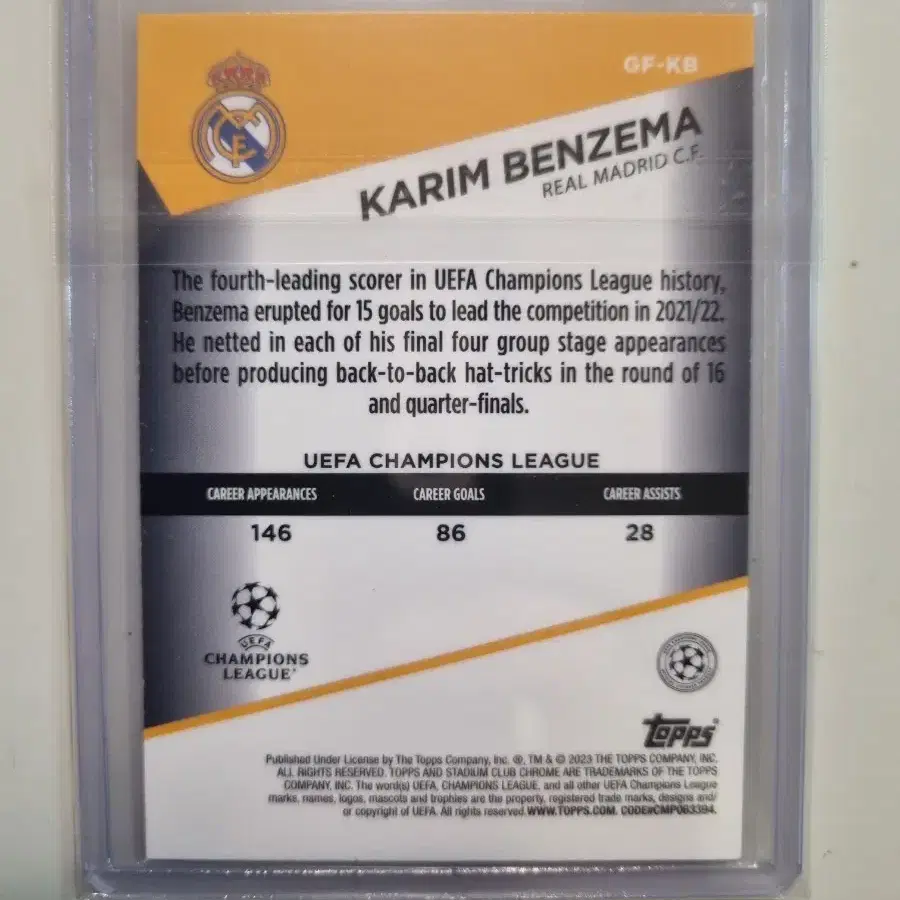 GF-KB
KARIM BENZEMA
REAL MADRID C.F.
The fourth-leading scorer in UEFA Champions League history,
Benzema erupted for 15 goals to lead the competition in 2021/22.
He netted in each of his final four group stage appearances
before producing back-to-back hat-tricks in the round of 16
and quarter-finals.
UEFA CHAMPIONS LEAGUE
CAREER APPEARANCES CAREER GOALS CAREER ASSISTS
146 86 28
UEFA
CHAMPIONS
LEAGUE
topps
Published Under License by The Topps Company, Inc. ®, TM & © 2023 THE TOPPS COMPANY, INC.
ALL RIGHTS RESERVED. TOPPS AND STADIUM CLUB CHROME ARE TRADEMARKS OF THE TOPPS
COMPANY, INC. The word(s) UEFA, CHAMPIONS LEAGUE, and all other UEFA Champions League
marks, names, logos, mascots and trophies are the property, registered trade marks, designs and/
or copyright of UEFA. All rights reserved. WWW.TOPPS.COM. CODE#CMP083394.